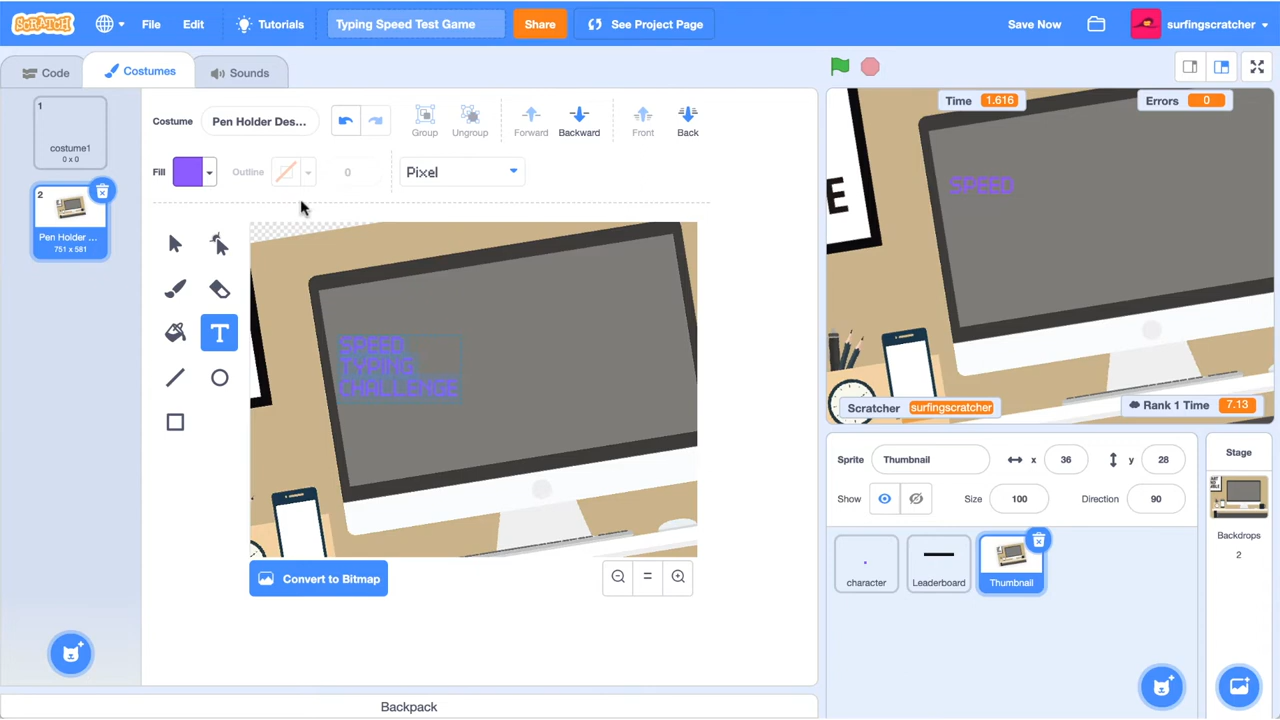 SCRATCH
File
Edit
Tutorials
Typing Speed Test Game
Share
See Project Page
Save Now
surfingscratcher
Code
Costumes
Sounds
1
costume1
0 x 0
2
Pen Holder ...
751 x 581
Costume
Pen Holder Des...
Group
Ungroup
Forward
Backward
Front
Back
Fill
Outline
0
Pixel
SPEED
TYPING
CHALLENGE
Convert to Bitmap
Time 1.616
Errors 0
E
SPEED
Scratcher surfingscratcher
Rank 1 Time 7.13
Sprite
Thumbnail
x 36
y 28
Show
Size 100
Direction 90
character
Leaderboard
Thumbnail
Stage
Backdrops
2
Backpack